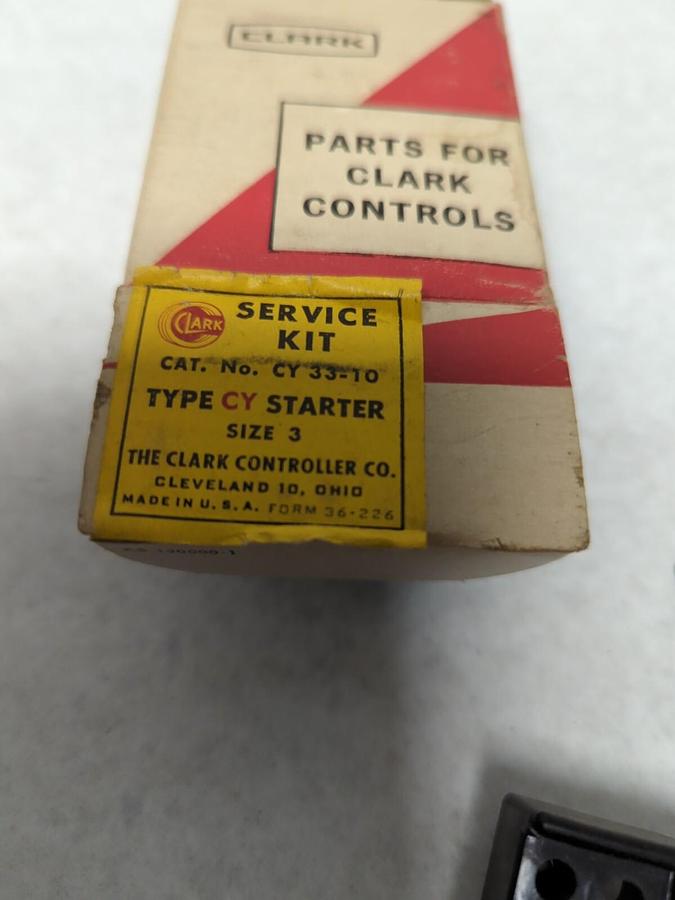 CLARK
PARTS FOR
CLARK
CONTROLS
CLARK
SERVICE
KIT
CAT. No. CY 33-10
TYPE CY STARTER
SIZE 3
THE CLARK CONTROLLER CO.
CLEVELAND 10, OHIO
MADE IN U.S.A. FORM 36-226